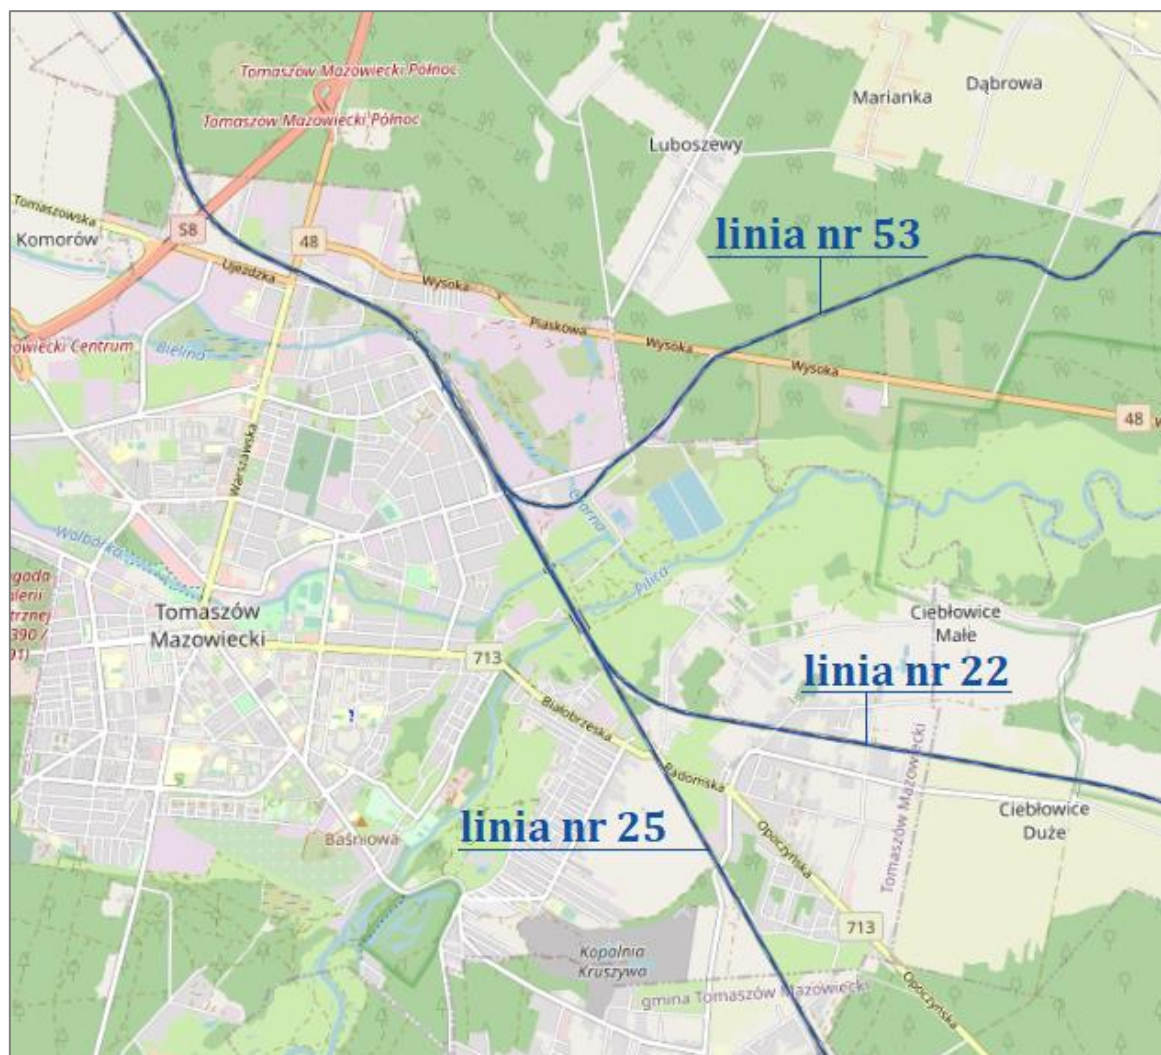 Tomaszów Mazowiecki Północ
Tomaszów Mazowiecki Północ
Dąbrowa
Marianka
Luboszewy
Tomaszowska
Komorów
S8
48
linia nr 53
Ujezdzka
Wysoka
Piaskowa
Wysoka
Wysoka
48
W
owiecki Centrum
Bielina
Warszawska
Czarna
Wolbórka
Pilica
Tomaszów
Mazowiecki
Ciebłowice
Małe
713
linia nr 22
Białobrzeska
Radomska
Tomaszów Mazowiecki
Ciebłowice
Duże
linia nr 25
Baśniowa
Opoczyńska
713
Kopalnia
Kruszywa
gmina Tomaszów Mazowiecki
Opoczyńska